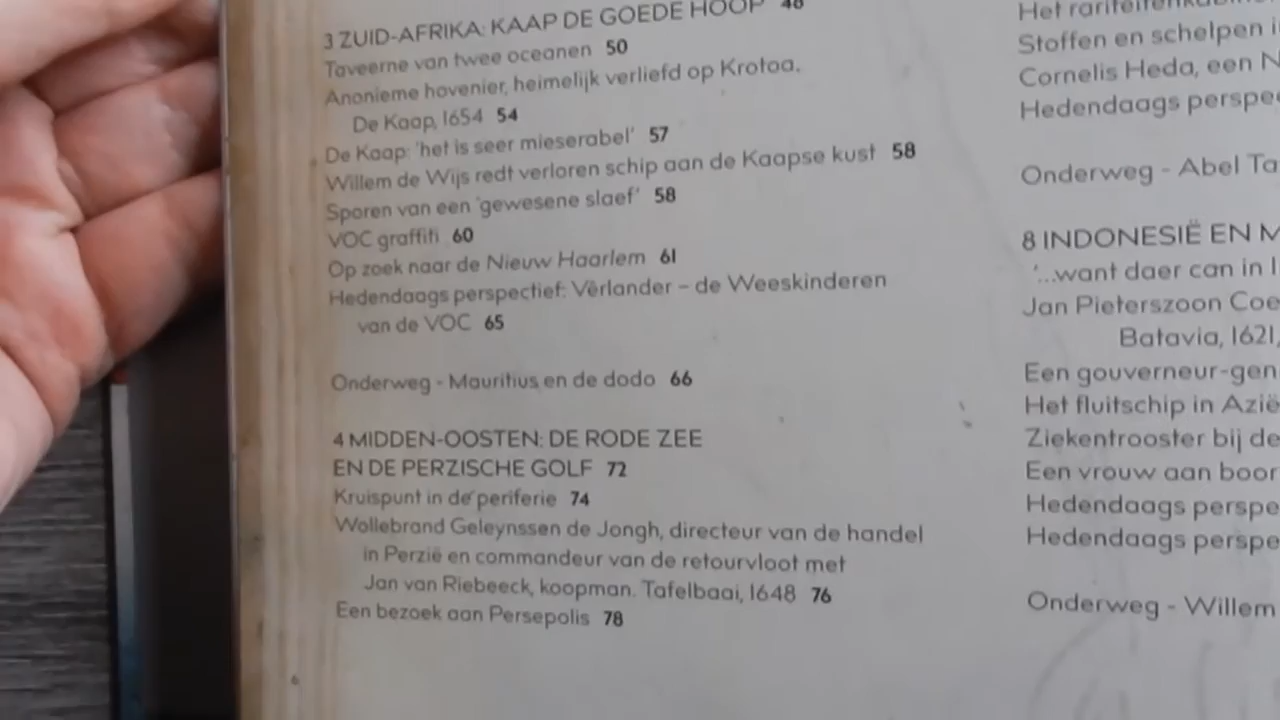 3 ZUID-AFRIKA: KAAP DE GOEDE HOOP 48
Taveerne van twee oceanen 50
Anonieme hovenier, heimelijk verliefd op Krotoa,
De Kaap, 1654 54
De Kaap: 'het is seer mieserabel' 57
Willem de Wijs redt verloren schip aan de Kaapse kust 58
Sporen van een 'gewesene slaef' 58
VOC graffiti 60
Op zoek naar de Nieuw Haarlem 61
Hedendaags perspectief: Verlander – de Weeskinderen
van de VOC 65
Onderweg - Mauritius en de dodo 66
4 MIDDEN-OOSTEN: DE RODE ZEE
EN DE PERZISCHE GOLF 72
Kruispunt in de periferie 74
Wollebrand Geleynssen de Jongh, directeur van de handel
in Perzië en commandeur van de retourvloot met
Jan van Riebeeck, koopman. Tafelbaai, 1648 76
Een bezoek aan Persepolis 78
6
Het
Stoffen en schelpen
Cornelis Heda, een N
Hedendaags
Onderweg - Abel Ta
8 INDONESIË EN M
'...want daer can in
Jan Pieterszoon Coe
Batavia, 1621,
Een gouverneur-gen
Het fluitschip in Azië
Ziekentrooster bij de
Een vrouw aan boor
Hedendaags perspe
Hedendaags perspe
Onderweg - Willem